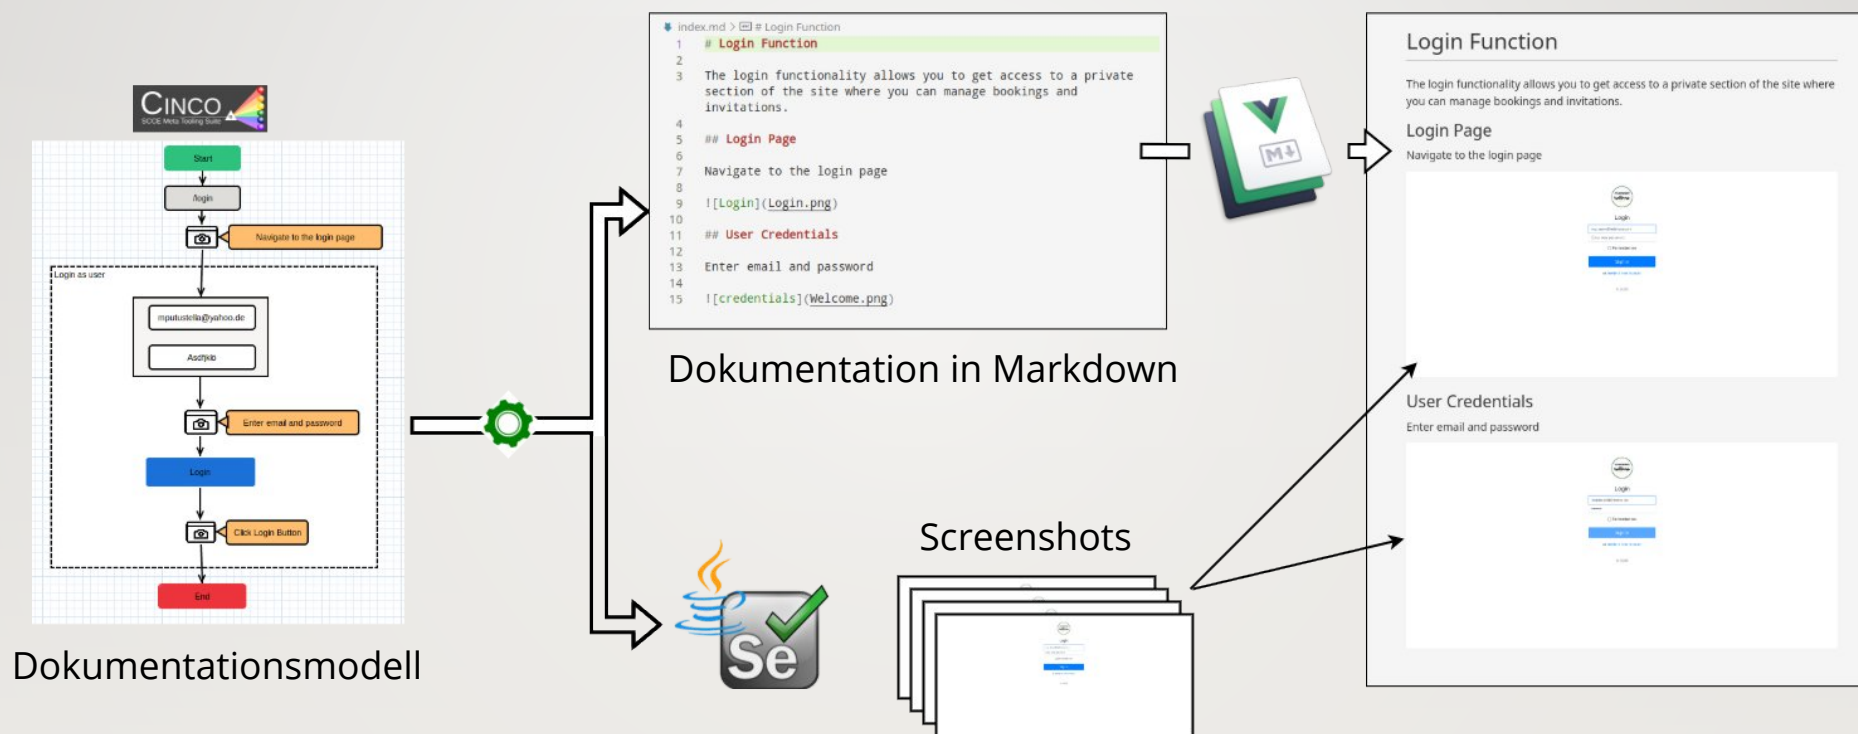 CINCO
SCCE Meta Tooling Suite
Start
/login
Navigate to the login page
Login as user
mputustella@yahoo.de
Enter email and password
Login
Click Login Button
End
Dokumentationsmodell
index.md > # Login Function
1 # Login Function
2
3 The login functionality allows you to get access to a private
section of the site where you can manage bookings and
invitations.
4
5 ## Login Page
6
7 Navigate to the login page
8
9 ![Login](Login.png)
10
11 ## User Credentials
12
13 Enter email and password
14
15 ![credentials](Welcome.png)
Dokumentation in Markdown
M
Se
Screenshots
Login
Login Function
The login functionality allows you to get access to a private section of the site where
you can manage bookings and invitations.
Login Page
Navigate to the login page
Login
Sign in
User Credentials
Enter email and password
Login
Sign in